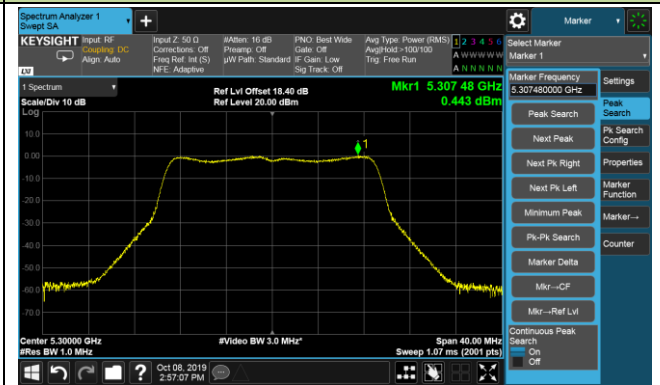 Spectrum Analyzer 1
Swept SA
+
Marker
KEYSIGHT
Input: RF
Coupling: DC
Align: Auto
Input Z: 50 Ω
Corrections: Off
Freq Ref: Int (S)
NFE: Adaptive
#Atten: 16 dB
Preamp: Off
µW Path: Standard
PNO: Best Wide
Gate: Off
IF Gain: Low
Sig Track: Off
Avg Type: Power (RMS)
Avg|Hold:>100/100
Trig: Free Run
1 2 3 4 5 6
A W W W W W
A N N N N N
Select Marker
Marker 1
LXI
1 Spectrum
Scale/Div 10 dB
Log
Ref Lvl Offset 18.40 dB
Ref Level 20.00 dBm
Mkr1 5.307 48 GHz
0.443 dBm
Marker Frequency
5.307480000 GHz
Peak Search
Next Peak
Next Pk Right
Next Pk Left
Minimum Peak
Pk-Pk Search
Marker Delta
Mkr→CF
Mkr→Ref Lvl
Continuous Peak
Search
On
Off
Settings
Peak
Search
Pk Search
Config
Properties
Marker
Function
Marker→
Counter
10.0
0.00
-10.0
-20.0
-30.0
-40.0
-50.0
-60.0
-70.0
1
Center 5.30000 GHz
#Res BW 1.0 MHz
#Video BW 3.0 MHz*
Span 40.00 MHz
Sweep 1.07 ms (2001 pts)
?
Oct 08, 2019
2:57:07 PM